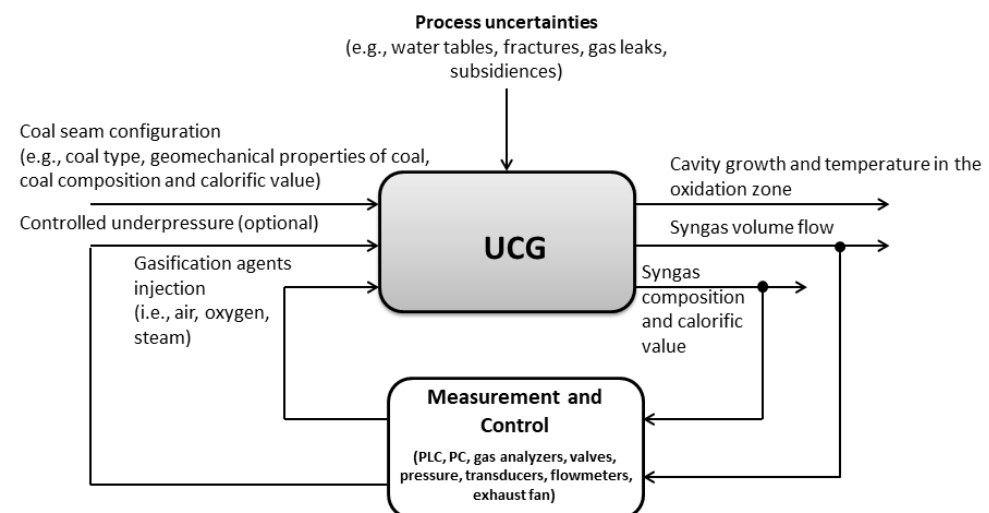 Process uncertainties
(e.g., water tables, fractures, gas leaks,
subsidiences)
Coal seam configuration
(e.g., coal type, geomechanical properties of coal,
coal composition and calorific value)
Controlled underpressure (optional)
Gasification agents
injection
(i.e., air, oxygen,
steam)
UCG
Cavity growth and temperature in the
oxidation zone
Syngas volume flow
Syngas
composition
and calorific
value
Measurement and
Control
(PLC, PC, gas analyzers, valves,
pressure, transducers, flowmeters,
exhaust fan)